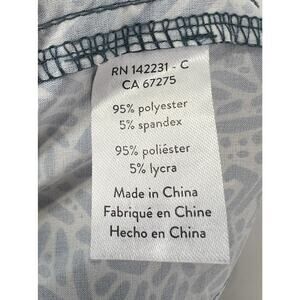 RN 142231 - C
CA 67275
95% polyester
5% spandex
95% poliéster
5% lycra
Made in China
Fabriqué en Chine
Hecho en China